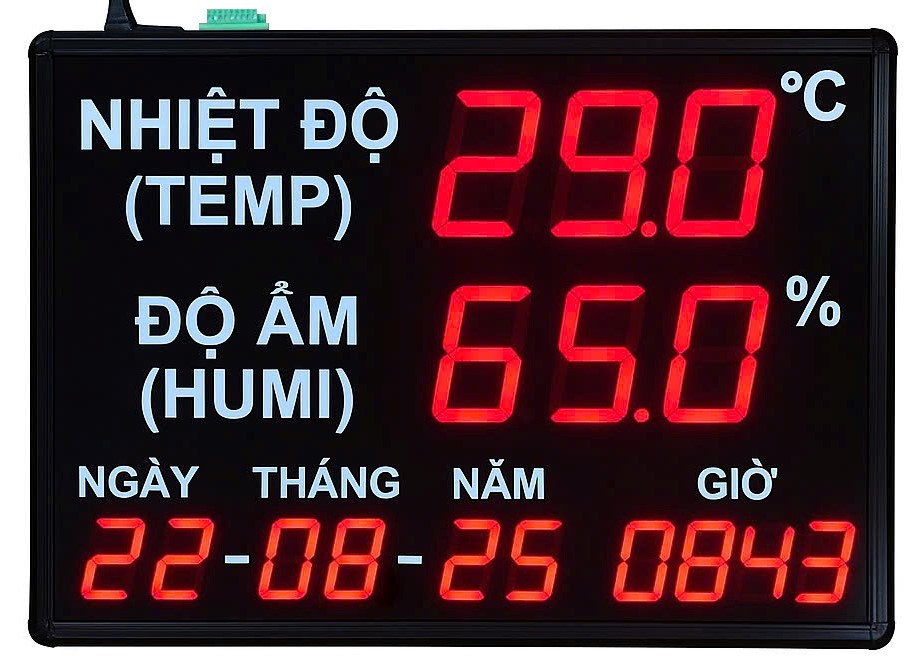 NHIỆT ĐỘ 29.0 °C
(TEMP)
ĐỘ ẨM 65.0 %
(HUMI)
NGÀY THÁNG NĂM GIỜ
22-08-25 0843